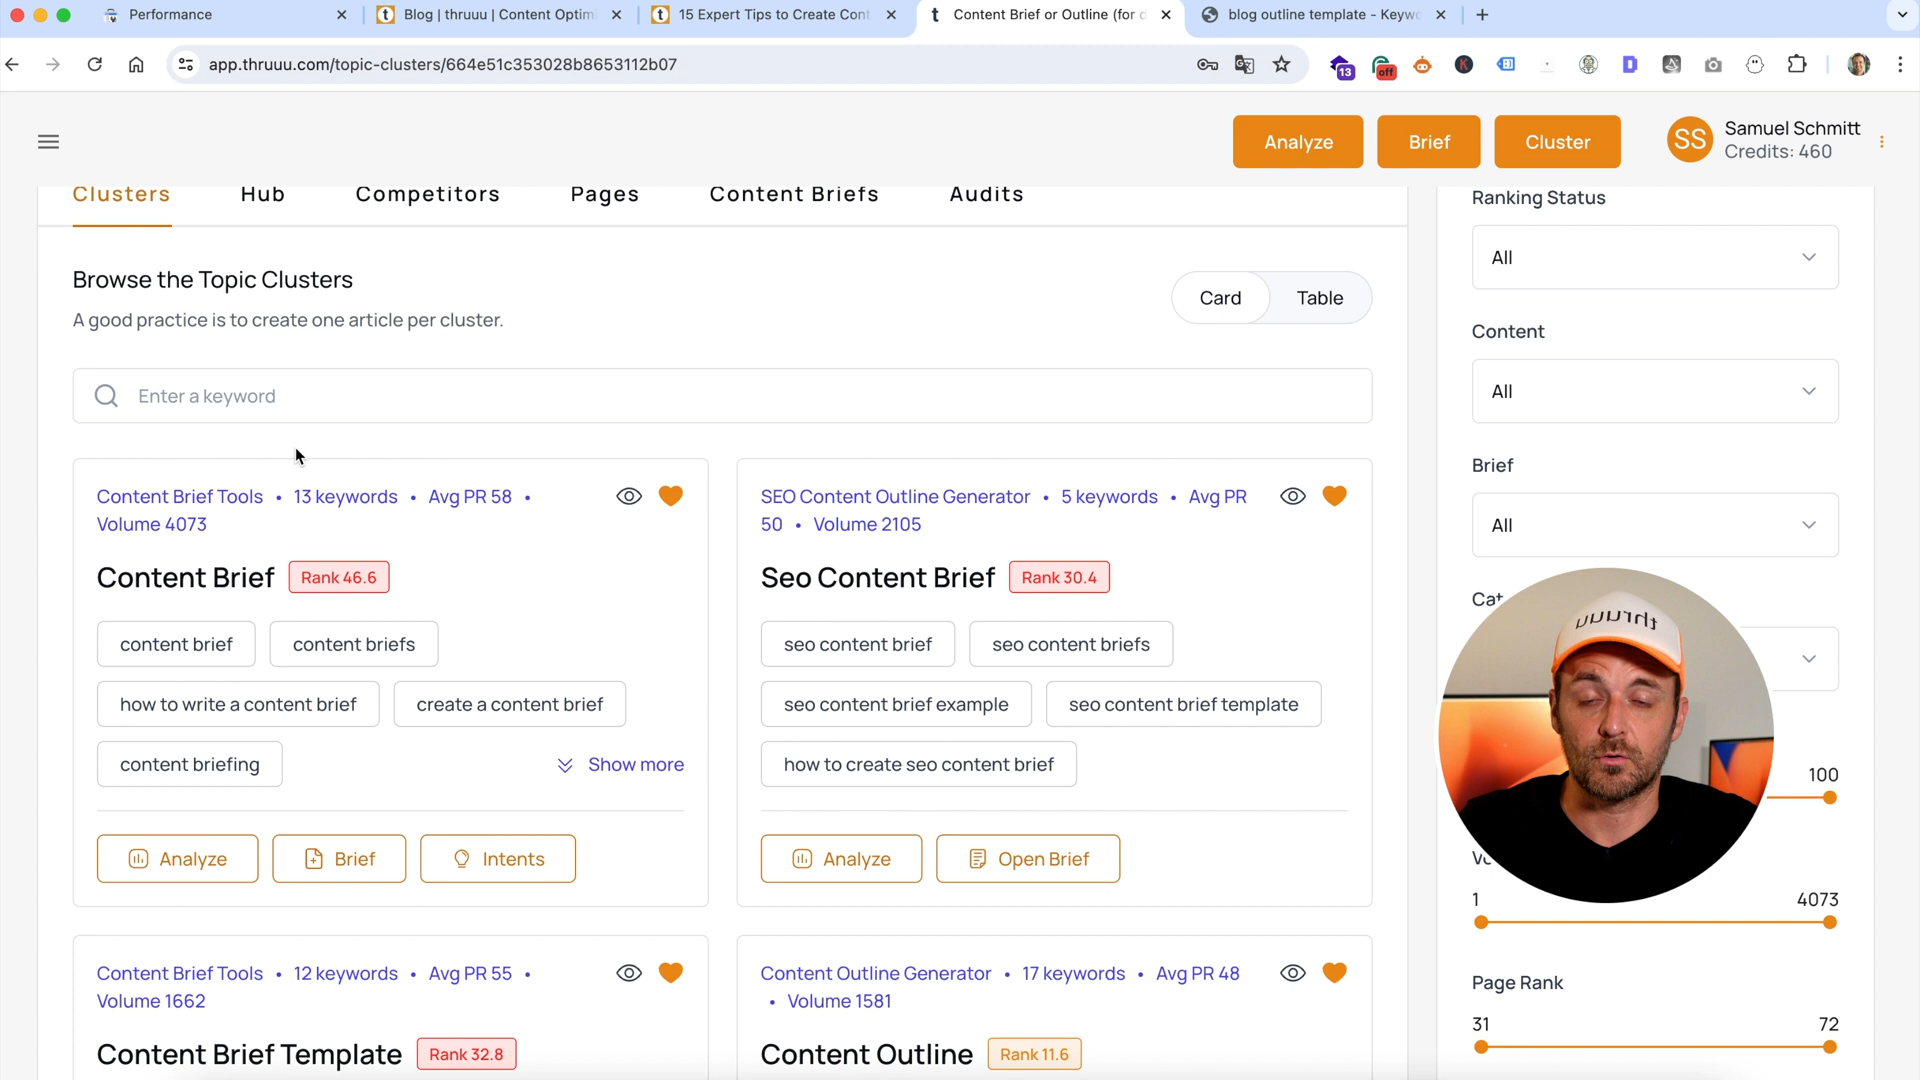 Performance
Blog | thruuu | Content Optim
15 Expert Tips to Create Cont
Content Brief or Outline (for d
blog outline template - Keywo
app.thruuu.com/topic-clusters/664e51c353028b8653112b07
13
off
Analyze
Brief
Cluster
SS
Samuel Schmitt
Credits: 460
Clusters
Hub
Competitors
Pages
Content Briefs
Audits
Browse the Topic Clusters
A good practice is to create one article per cluster.
Card
Table
Enter a keyword
Content Brief Tools • 13 keywords • Avg PR 58 •
Volume 4073
Content Brief
Rank 46.6
content brief
content briefs
how to write a content brief
create a content brief
content briefing
Show more
Analyze
Brief
Intents
SEO Content Outline Generator • 5 keywords • Avg PR
50 • Volume 2105
Seo Content Brief
Rank 30.4
seo content brief
seo content briefs
seo content brief example
seo content brief template
how to create seo content brief
Analyze
Open Brief
Content Brief Tools • 12 keywords • Avg PR 55 •
Volume 1662
Content Brief Template
Rank 32.8
Content Outline Generator • 17 keywords • Avg PR 48
• Volume 1581
Content Outline
Rank 11.6
Ranking Status
All
Content
All
Brief
All
Cat
thruuu
100
1
4073
Page Rank
31
72